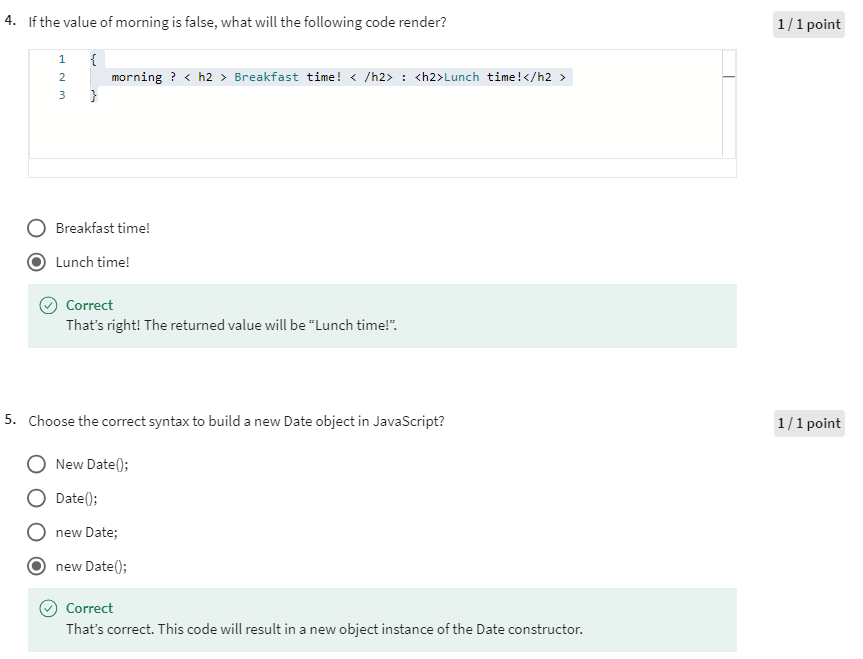 4. If the value of morning is false, what will the following code render?
1 / 1 point
1 {
2 morning ? < h2 > Breakfast time! < /h2> : <h2>Lunch time!</h2 >
3 }
Breakfast time!
Lunch time!
Correct
That's right! The returned value will be “Lunch time!”.
5. Choose the correct syntax to build a new Date object in JavaScript?
1 / 1 point
New Date();
Date();
new Date;
new Date();
Correct
That's correct. This code will result in a new object instance of the Date constructor.